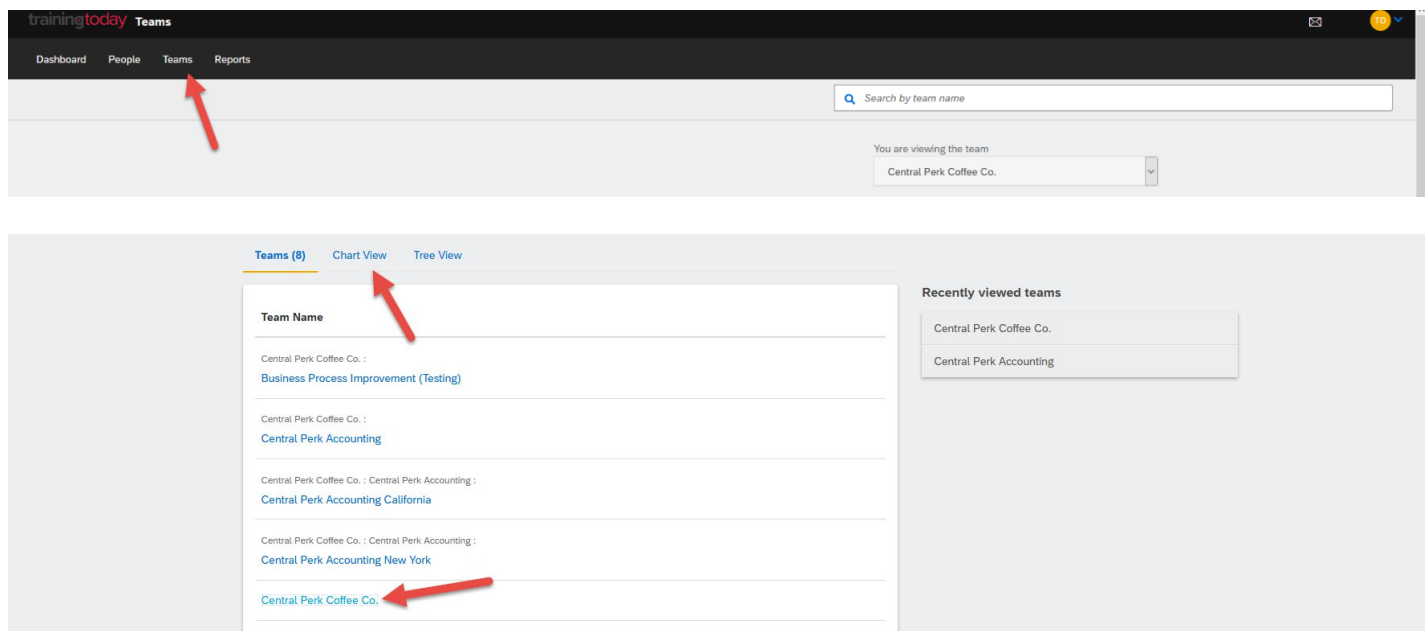 trainingtoday Teams
TD
Dashboard People Teams Reports
Search by team name
You are viewing the team
Central Perk Coffee Co.
Teams (8) Chart View Tree View
Recently viewed teams
Team Name
Central Perk Coffee Co.
Central Perk Accounting
Central Perk Coffee Co. :
Business Process Improvement (Testing)
Central Perk Coffee Co. :
Central Perk Accounting
Central Perk Coffee Co. : Central Perk Accounting :
Central Perk Accounting California
Central Perk Coffee Co. : Central Perk Accounting :
Central Perk Accounting New York
Central Perk Coffee Co.